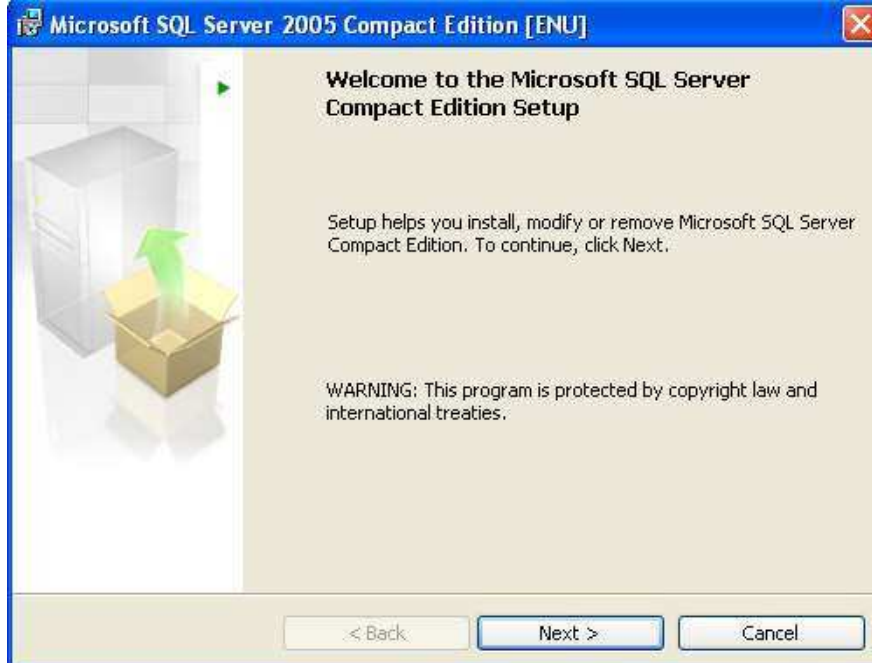 Microsoft SQL Server 2005 Compact Edition [ENU]
Welcome to the Microsoft SQL Server
Compact Edition Setup
Setup helps you install, modify or remove Microsoft SQL Server
Compact Edition. To continue, click Next.
WARNING: This program is protected by copyright law and
international treaties.
< Back
Next >
Cancel